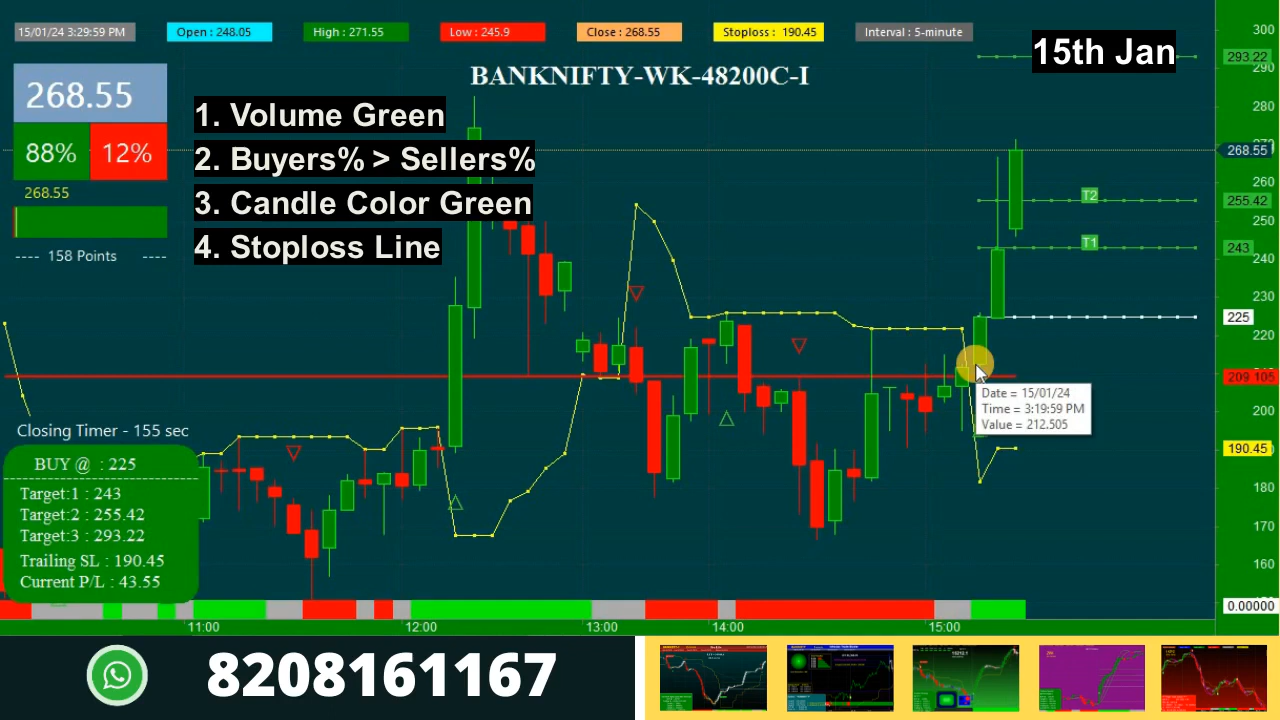 15/01/24 3:29:59 PM
Open : 248.05
High : 271.55
Low : 245.9
Close : 268.55
Stoploss : 190.45
Interval : 5-minute
15th Jan
BANKNIFTY-WK-48200C-I
268.55
88% 12%
268.55
---- 158 Points ----
1. Volume Green
2. Buyers% > Sellers%
3. Candle Color Green
4. Stoploss Line
T2
T1
Date = 15/01/24
Time = 3:19:59 PM
Value = 212.505
Closing Timer - 155 sec
BUY @ : 225
Target:1 : 243
Target:2 : 255.42
Target:3 : 293.22
Trailing SL : 190.45
Current P/L : 43.55
300
293.22
290
280
268.55
260
255.42
250
243
240
230
225
220
209.105
200
190.45
180
170
160
0.00000
11:00 12:00 13:00 14:00 15:00
8208161167